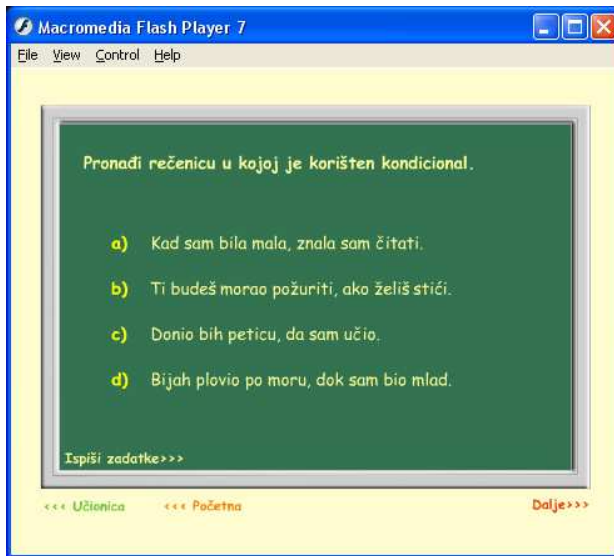 Macromedia Flash Player 7
File View Control Help
Pronađi rečenicu u kojoj je korišten kondicional.
a) Kad sam bila mala, znala sam čitati.
b) Ti budeš morao požuriti, ako želiš stići.
c) Donio bih peticu, da sam učio.
d) Bijah plovio po moru, dok sam bio mlad.
Ispiši zadatke>>>
<<< Učionica <<< Početna Dalje>>>